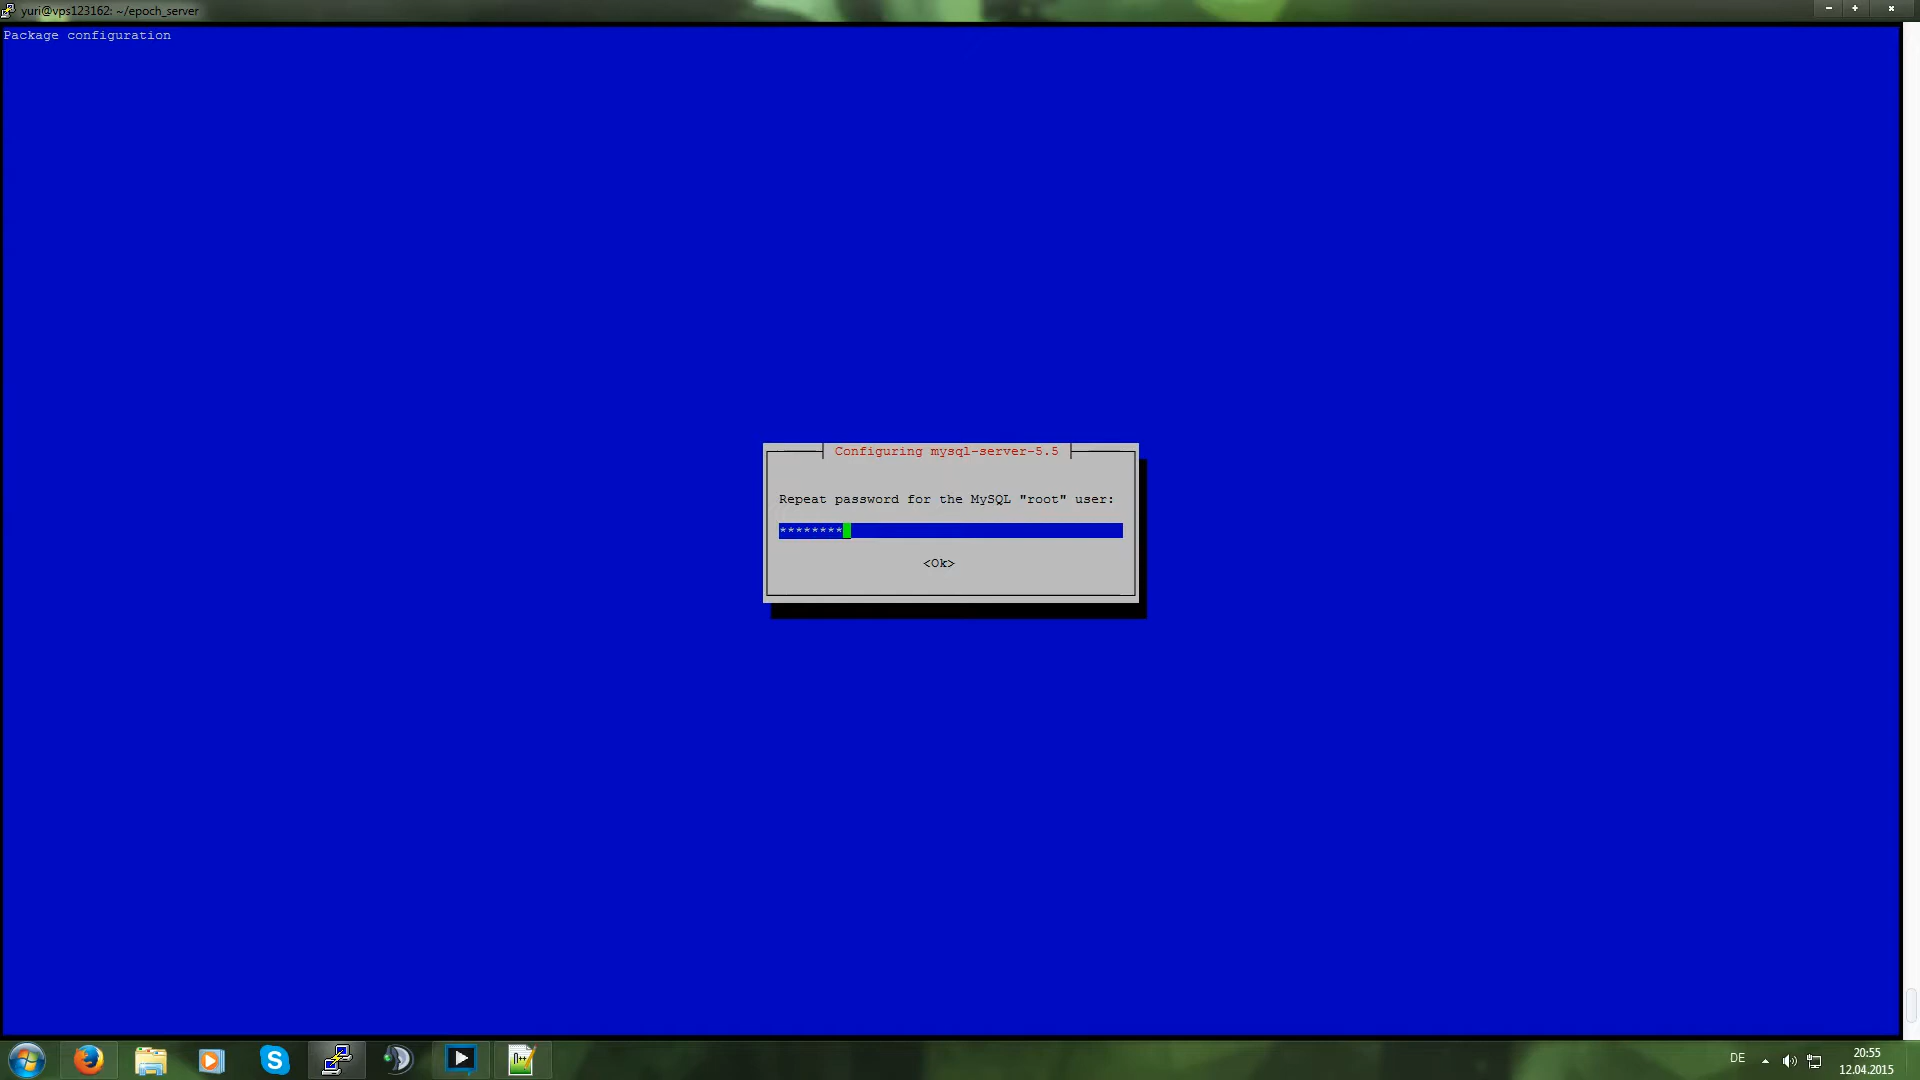 yuri@vps123162: ~/epoch_server
Package configuration
Configuring mysql-server-5.5
Repeat password for the MySQL "root" user:
********
<Ok>
DE
20:55
12.04.2015